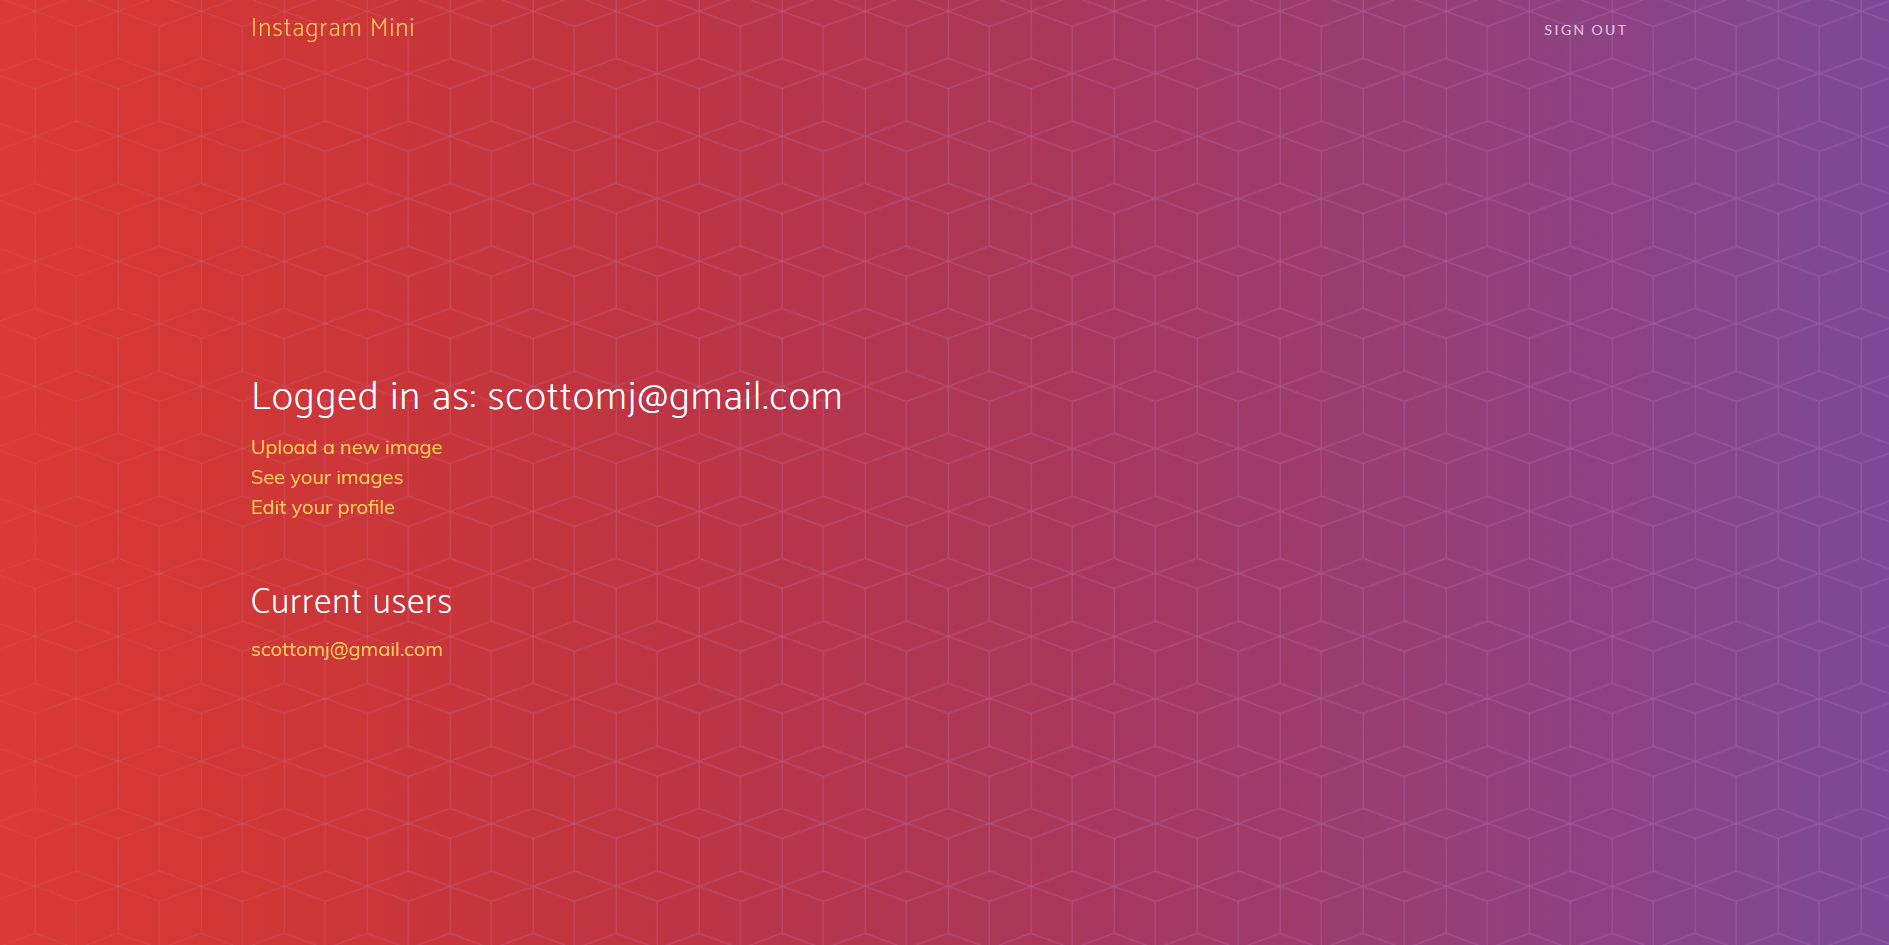 Instagram Mini
SIGN OUT
Logged in as: scottomj@gmail.com
Upload a new image
See your images
Edit your profile
Current users
scottomj@gmail.com